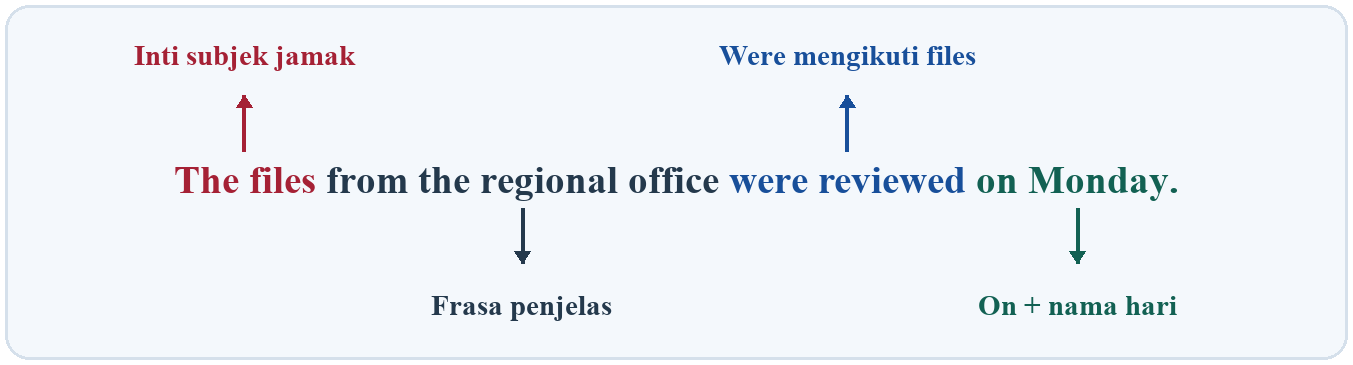 Inti subjek jamak
Were mengikuti files
The files from the regional office were reviewed on Monday.
Frasa penjelas
On + nama hari